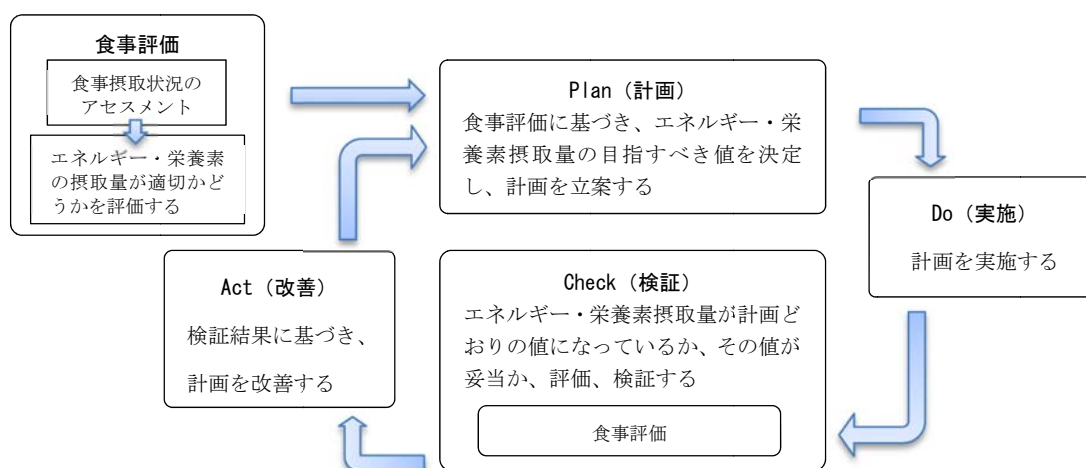 食事評価
食事摂取状況の
アセスメント
エネルギー・栄養素
の摂取量が適切かど
うかを評価する
Plan（計画）
食事評価に基づき、エネルギー・栄
養素摂取量の目指すべき値を決定
し、計画を立案する
Do（実施）
計画を実施する
Check（検証）
エネルギー・栄養素摂取量が計画ど
おりの値になっているか、その値が
妥当か、評価、検証する
食事評価
Act（改善）
検証結果に基づき、
計画を改善する